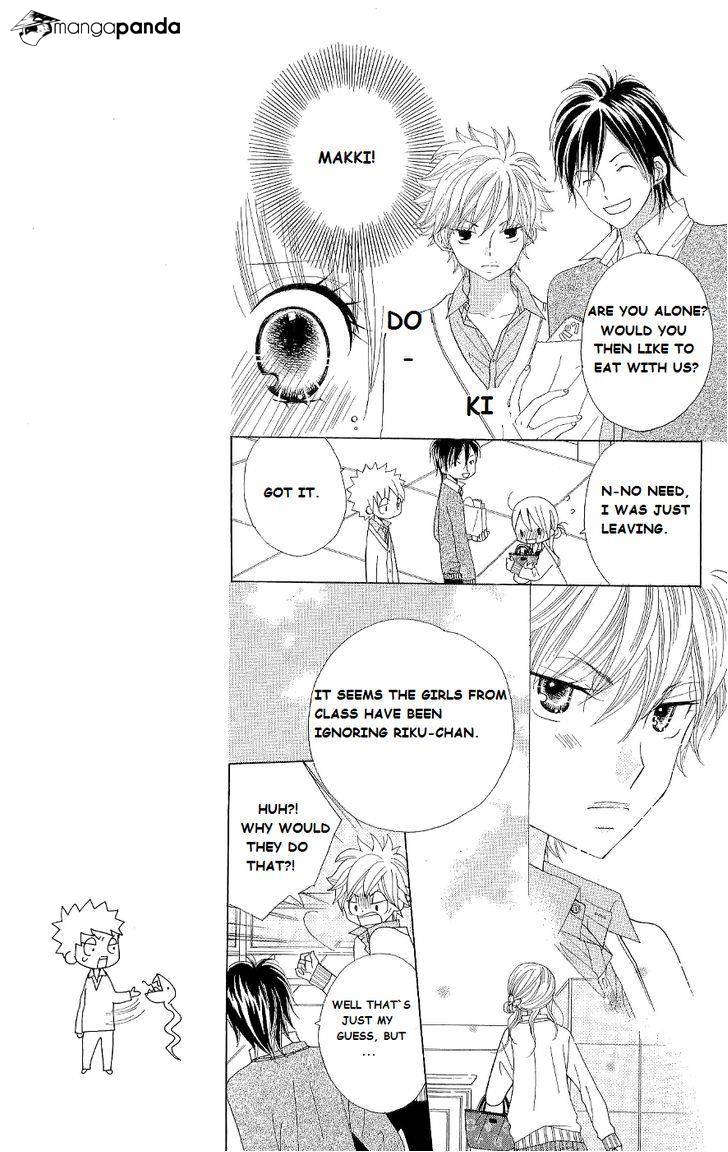 mangapanda
MAKKI!
DO
-
KI
ARE YOU ALONE?
WOULD YOU
THEN LIKE TO
EAT WITH US?
N-NO NEED,
I WAS JUST
LEAVING.
GOT IT.
IT SEEMS THE GIRLS FROM
CLASS HAVE BEEN
IGNORING RIKU-CHAN.
HUH?!
WHY WOULD
THEY DO
THAT?!
WELL THAT`S
JUST MY
GUESS, BUT
...